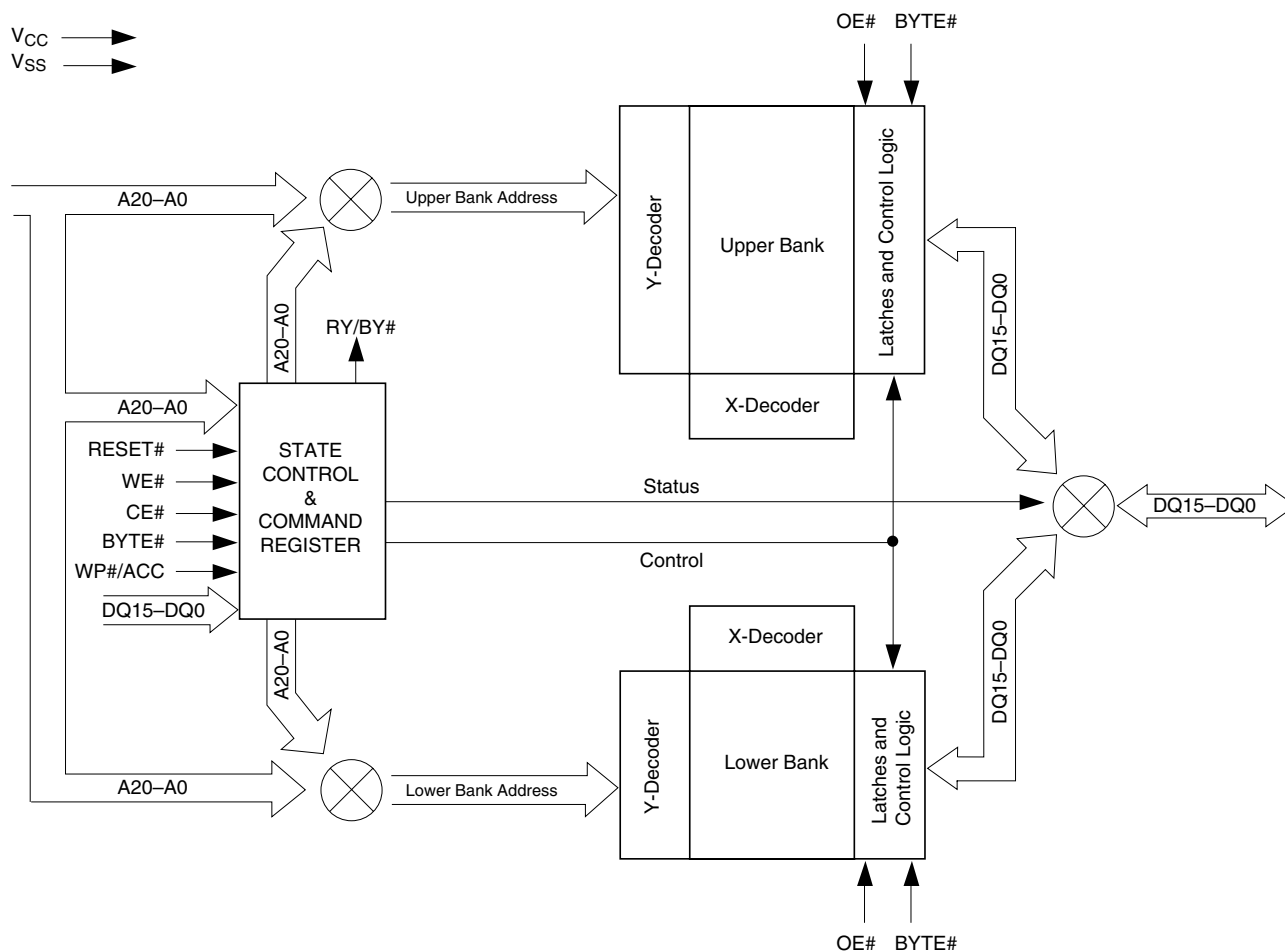 VCC
VSS
OE# BYTE#
A20–A0
Upper Bank Address
Y-Decoder
Upper Bank
Latches and Control Logic
X-Decoder
A20–A0
RY/BY#
DQ15–DQ0
A20–A0
RESET#
WE#
CE#
BYTE#
WP#/ACC
DQ15–DQ0
STATE
CONTROL
&
COMMAND
REGISTER
Status
Control
DQ15–DQ0
A20–A0
X-Decoder
DQ15–DQ0
Y-Decoder
Lower Bank
Latches and
Control Logic
A20–A0
Lower Bank Address
OE# BYTE#